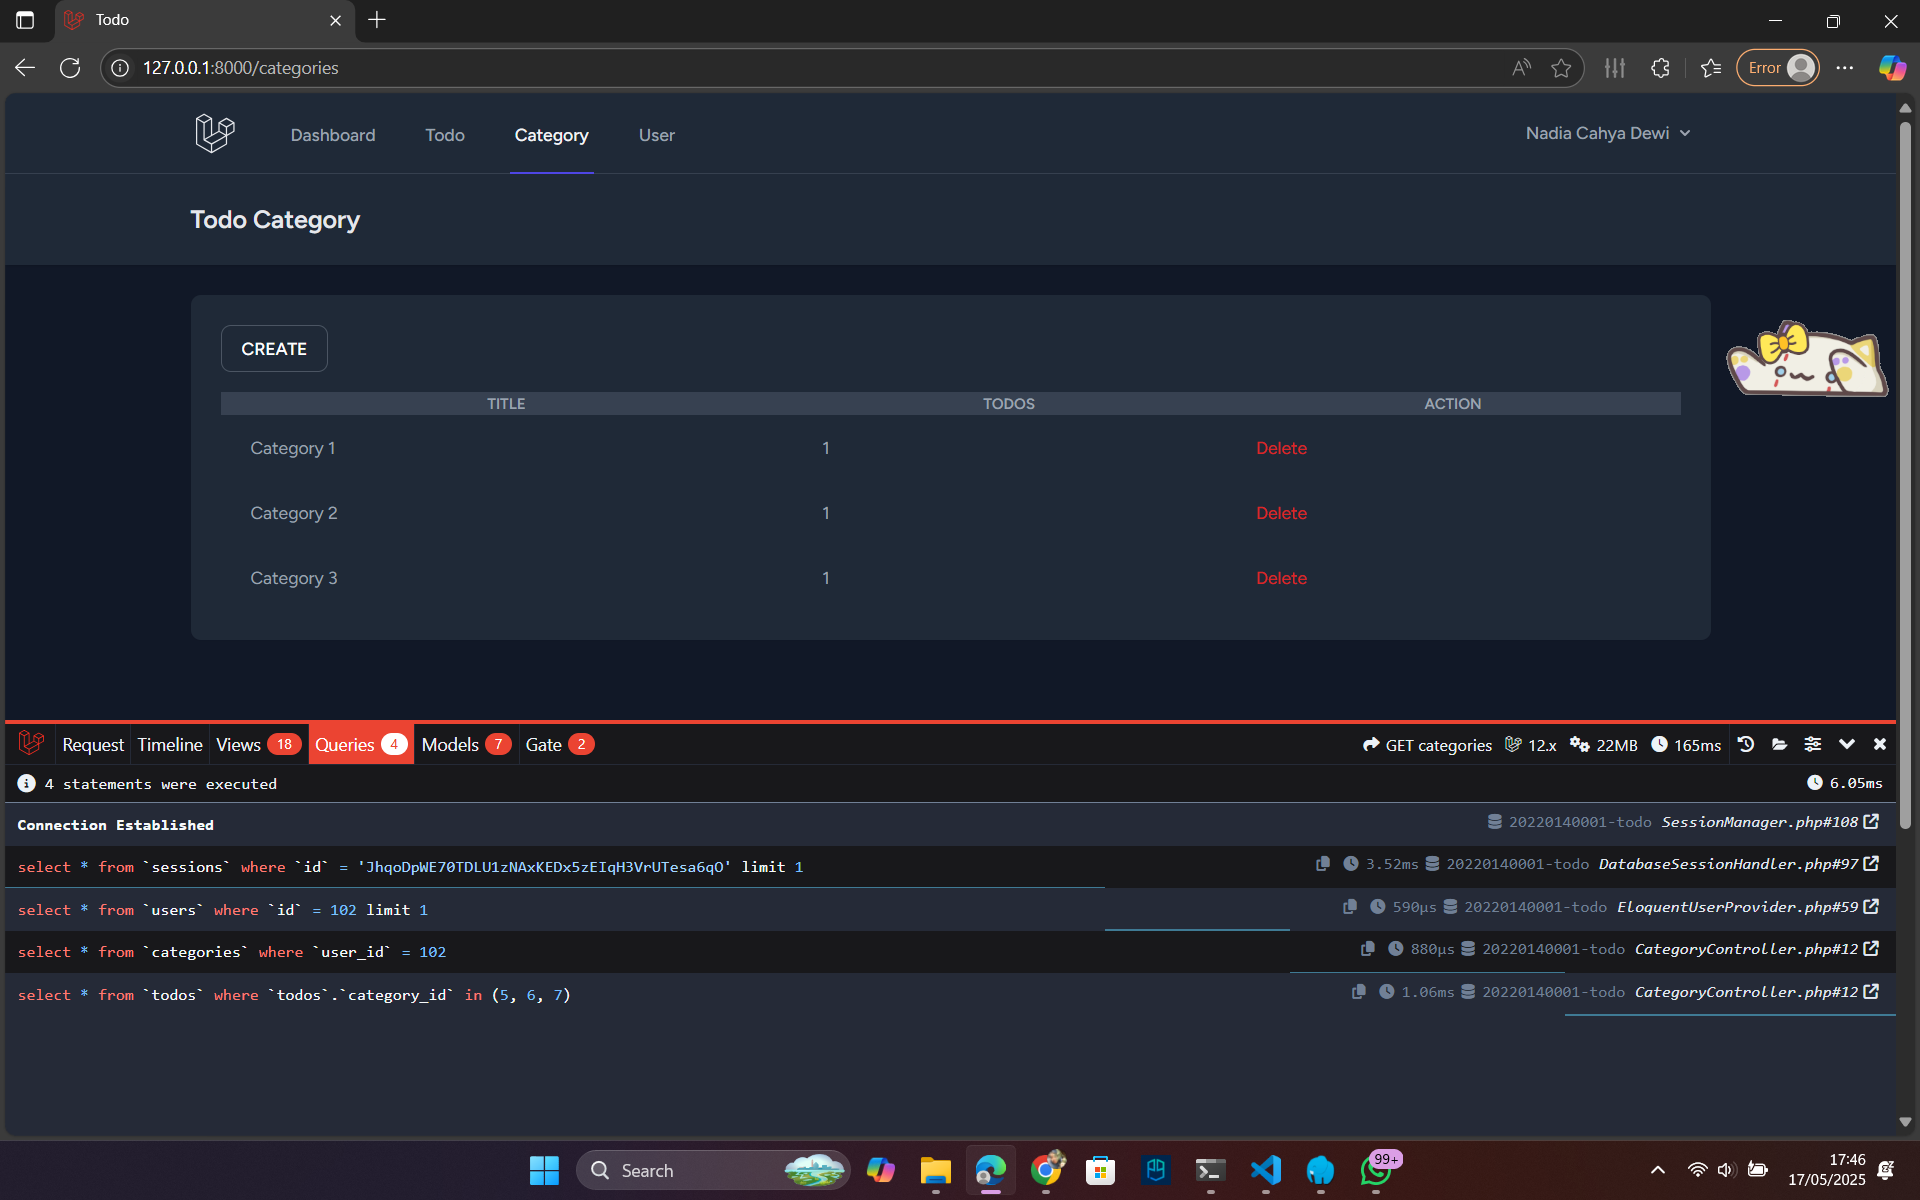 Todo
127.0.0.1:8000/categories
Error
Dashboard Todo Category User Nadia Cahya Dewi
Todo Category
CREATE
TITLE TODOS ACTION
Category 1 1 Delete
Category 2 1 Delete
Category 3 1 Delete
Request Timeline Views 18 Queries 4 Models 7 Gate 2 GET categories 12.x 22MB 165ms
4 statements were executed 6.05ms
Connection Established 20220140001-todo SessionManager.php#108
select * from `sessions` where `id` = 'JhqoDpWE70TDLU1zNAxKEDx5zEIqH3VrUTesa6qO' limit 1 3.52ms 20220140001-todo DatabaseSessionHandler.php#97
select * from `users` where `id` = 102 limit 1 590μs 20220140001-todo EloquentUserProvider.php#59
select * from `categories` where `user_id` = 102 880μs 20220140001-todo CategoryController.php#12
select * from `todos` where `todos`.`category_id` in (5, 6, 7) 1.06ms 20220140001-todo CategoryController.php#12
Search 99+ 17:46
17/05/2025